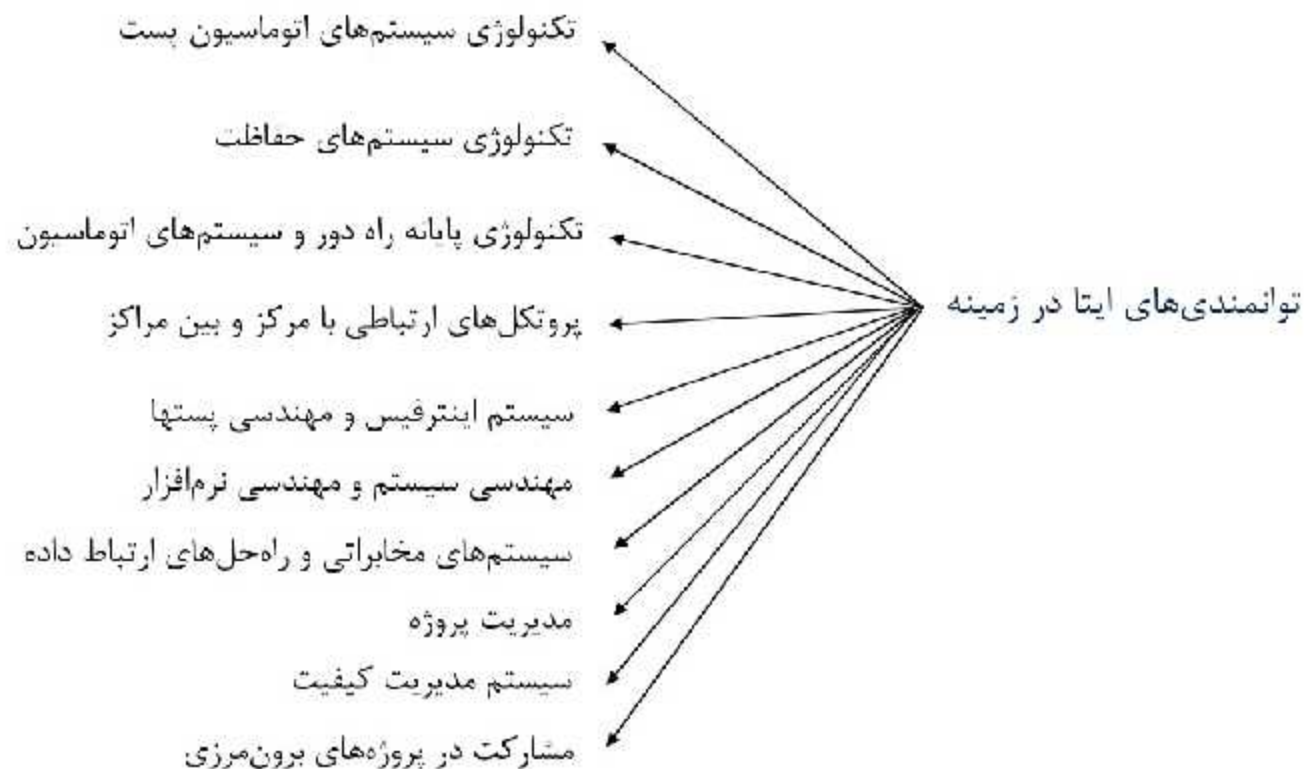 توانمندی‌های ایتا در زمینه
تکنولوژی سیستم‌های اتوماسیون پست
تکنولوژی سیستم‌های حفاظت
تکنولوژی پایانه راه دور و سیستم‌های اتوماسیون
پروتکل‌های ارتباطی با مرکز و بین مراکز
سیستم اینترفیس و مهندسی پستها
مهندسی سیستم و مهندسی نرم‌افزار
سیستم‌های مخابراتی و راه‌حل‌های ارتباط داده
مدیریت پروژه
سیستم مدیریت کیفیت
مشارکت در پروژه‌های برون‌مرزی